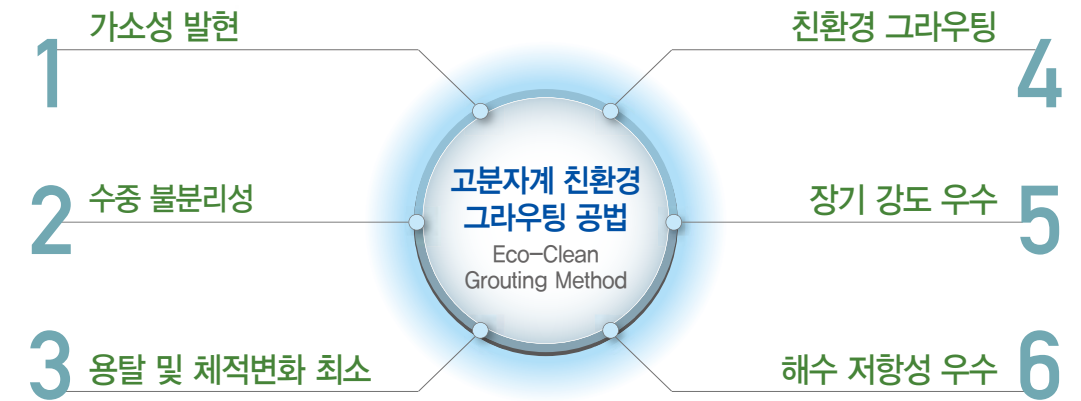 1 가소성 발현
2 수중 불분리성
3 용탈 및 체적변화 최소
고분자계 친환경
그라우팅 공법
Eco-Clean
Grouting Method
친환경 그라우팅 4
장기 강도 우수 5
해수 저항성 우수 6